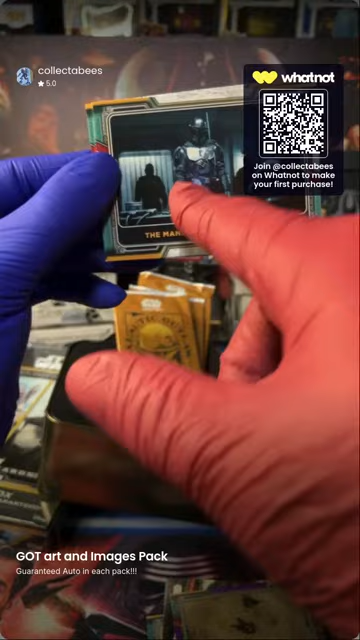 collectabees
★ 5.0
whatnot
Join @collectabees
on Whatnot to make
your first purchase!
THE MAN
GOT art and Images Pack
Guaranteed Auto in each pack!!!